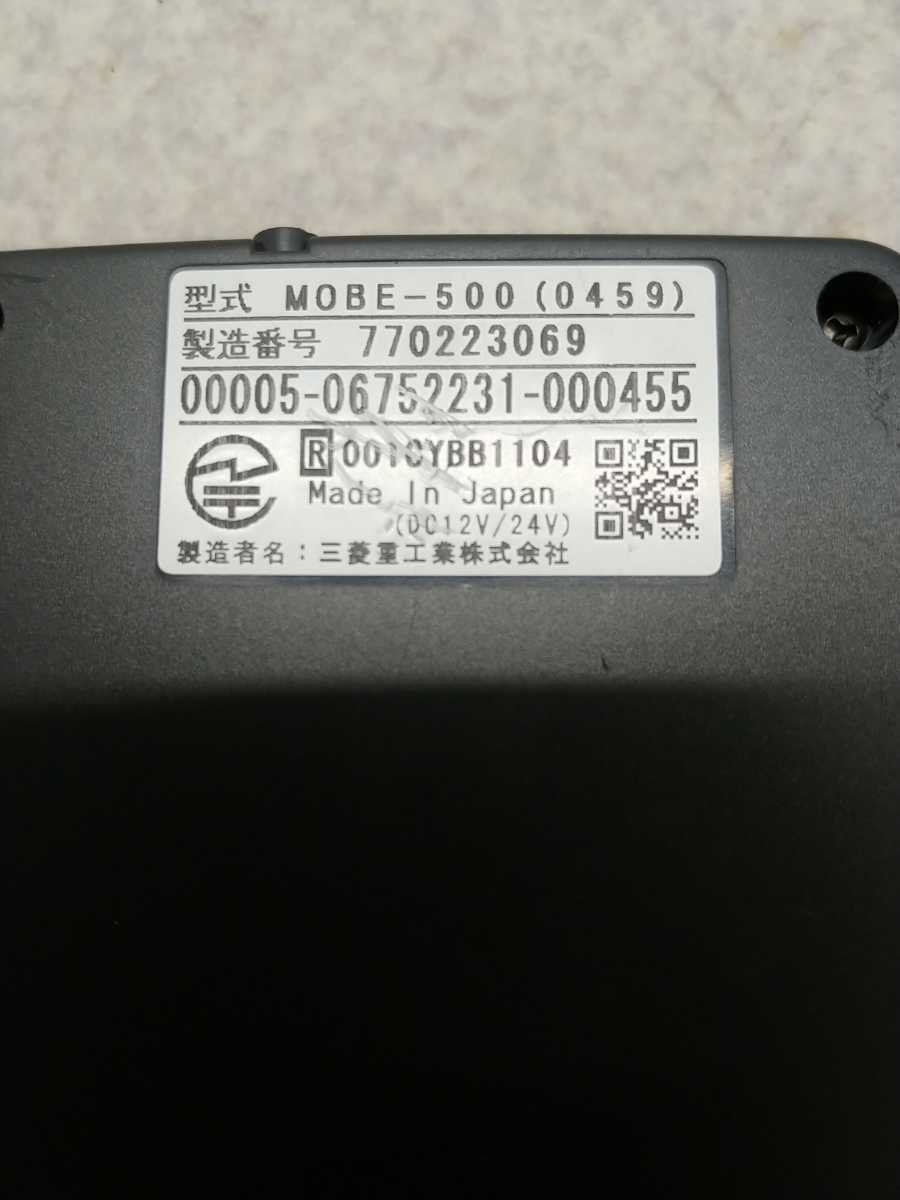 型式 MOBE-500(0459)
製造番号 770223069
00005-06752231-000455
R 001CYBB1104
Made In Japan
(DC12V/24V)
製造者名:三菱重工業株式会社